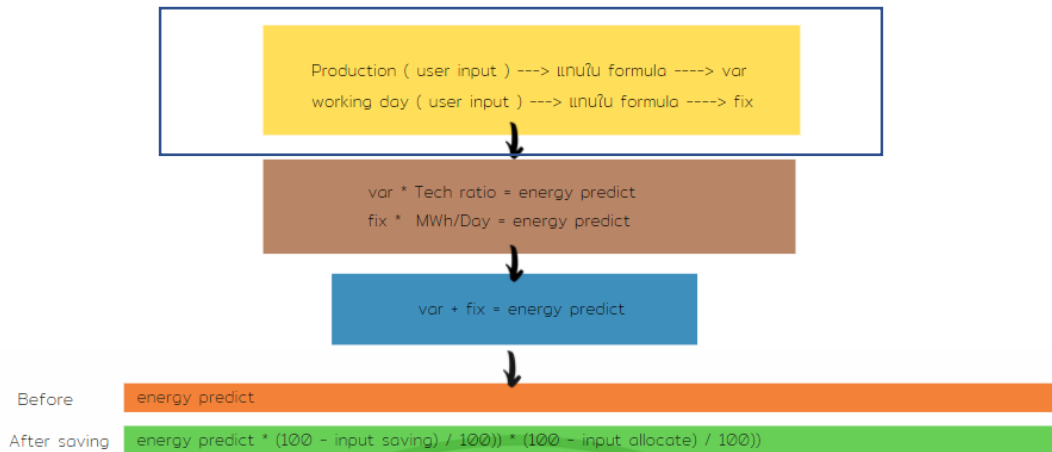 Production ( user input ) ---> แทนใน formula ----> var
working day ( user input ) ---> แทนใน formula ----> fix
var * Tech ratio = energy predict
fix * MWh/Day = energy predict
var + fix = energy predict
Before energy predict
After saving energy predict * (100 - input saving) / 100)) * (100 - input allocate) / 100))